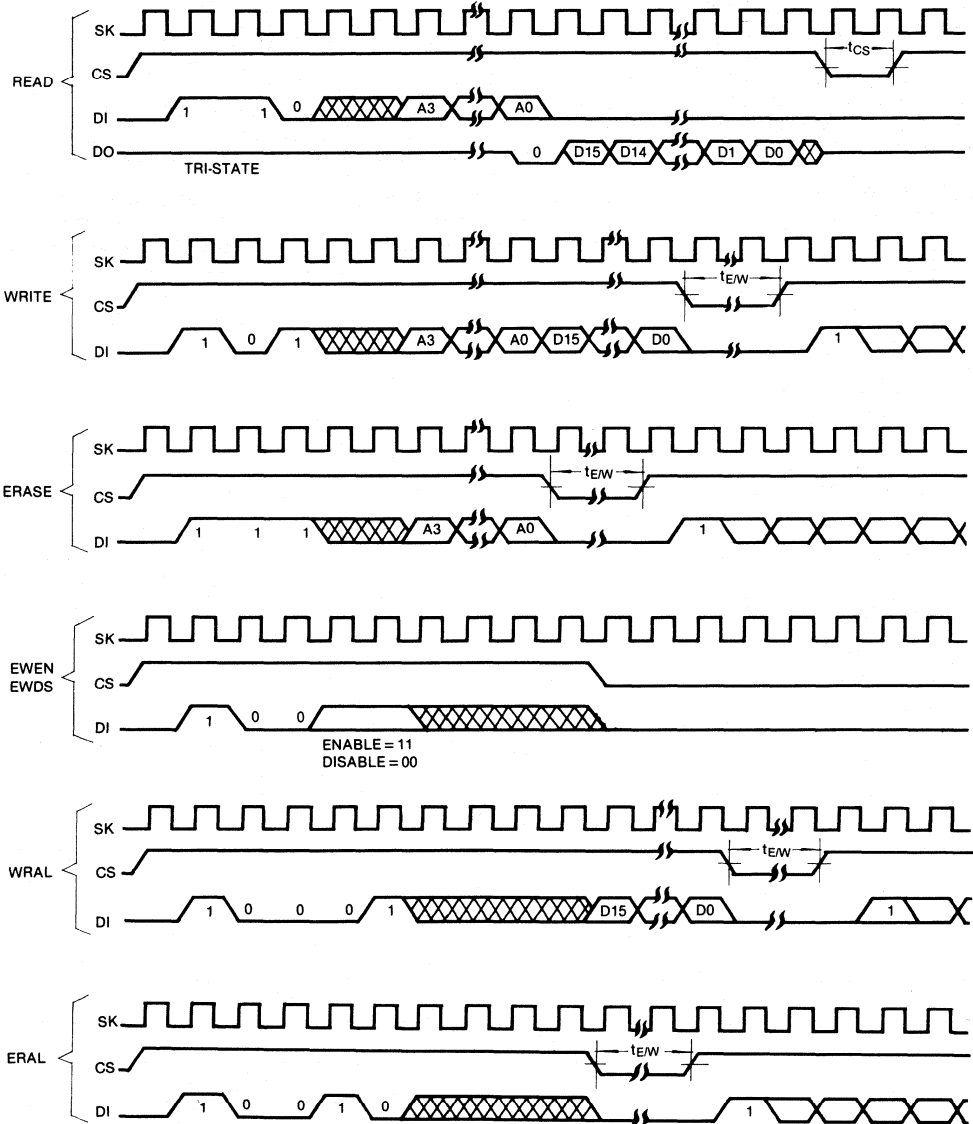 READ
SK
CS
tCS
DI
1 1 0 A3 A0
DO
0 D15 D14 D1 D0
TRI-STATE
WRITE
SK
CS
tE/W
DI
1 0 1 A3 A0 D15 D0 1
ERASE
SK
CS
tE/W
DI
1 1 1 A3 A0 1
EWEN
EWDS
SK
CS
DI
1 0 0
ENABLE = 11
DISABLE = 00
WRAL
SK
CS
tE/W
DI
1 0 0 0 1 D15 D0 1
ERAL
SK
CS
tE/W
DI
1 0 0 1 0 1